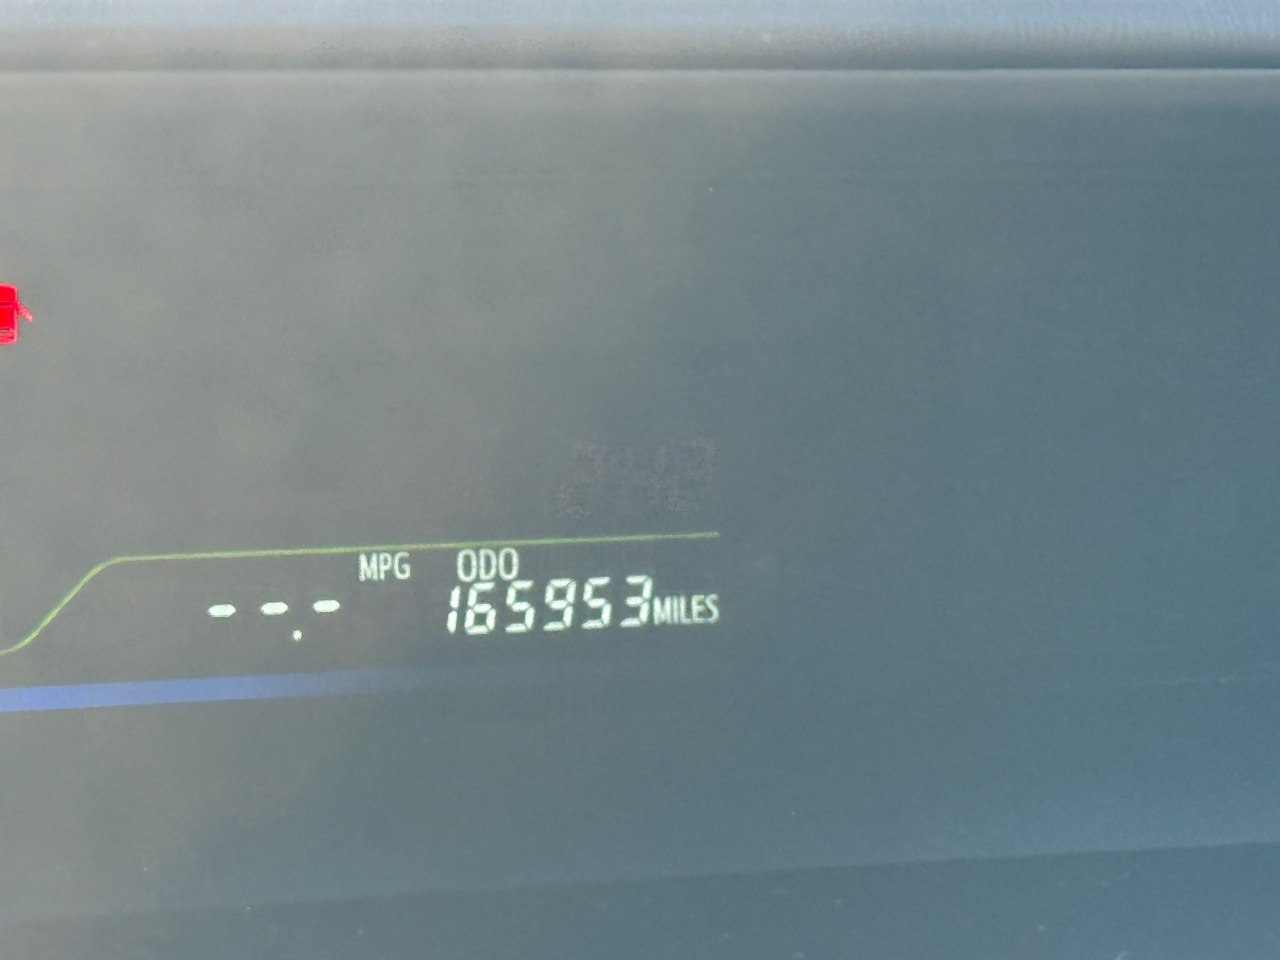 MPG ODO
--.- 165953 MILES